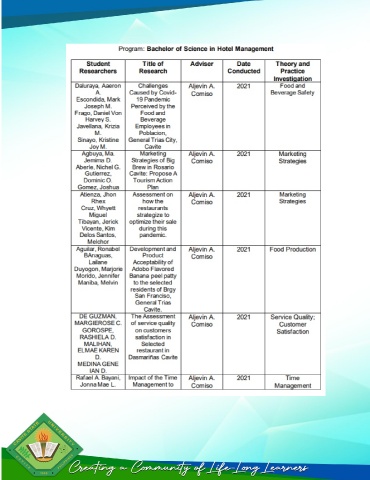 Program: Bachelor of Science in Hotel Management
Student Researchers
Title of Research
Adviser
Date Conducted
Theory and Practice Investigation
Daluraya, Aaeron A.
Escondida, Mark Joseph M.
Frago, Daniel Von Harvey S.
Javellana, Krizia M.
Sinayo, Kristine Joy M.
Challenges Caused by Covid-19 Pandemic Perceived by the Food and Beverage Employees in Poblacion, General Trias City, Cavite
Aljevin A. Comiso
2021
Food and Beverage Safety
Agbuya, Ma. Jemima D.
Aberle, Nichel G.
Gutierrez, Dominic O.
Gomez, Joshua
Marketing Strategies of Big Brew in Rosario Cavite: Propose A Tourism Action Plan
Aljevin A. Comiso
2021
Marketing Strategies
Atienza, Jhon Rhex
Cruz, Whyett Miguel
Tibayan, Jerick
Vicente, Kim
Delos Santos, Melchor
Assessment on how the restaurants strategize to optimize their sale during this pandemic.
Aljevin A. Comiso
2021
Marketing Strategies
Aguilar, Ronabel
BAnaguas, Lailane
Duyogon, Marjorie
Morido, Jennifer
Maniba, Melvin
Development and Product Acceptability of Adobo Flavored Banana peel patty to the selected residents of Brgy San Franciso, General Trias Cavite.
Aljevin A. Comiso
2021
Food Production
DE GUZMAN, MARGIEROSE C.
GOROSPE, RASHIELA D.
MALIHAN, ELMAE KAREN D.
MEDINA GENE IAN D.
The Assessment of service quality on customers satisfaction in Selected restaurant in Dasmariñas Cavite
Aljevin A. Comiso
2021
Service Quality; Customer Satisfaction
Rafael A. Bayani, Jonna Mae L.
Impact of the Time Management to
Aljevin A. Comiso
2021
Time Management
Creating a Community of Life-Long Learners